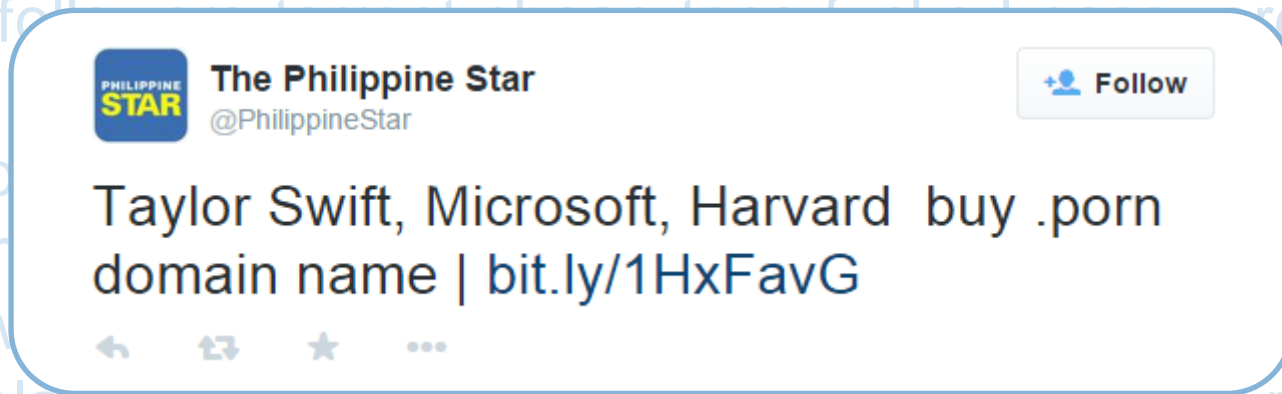 PHILIPPINE
STAR
The Philippine Star
@PhilippineStar
Follow
Taylor Swift, Microsoft, Harvard buy .porn
domain name | bit.ly/1HxFavG